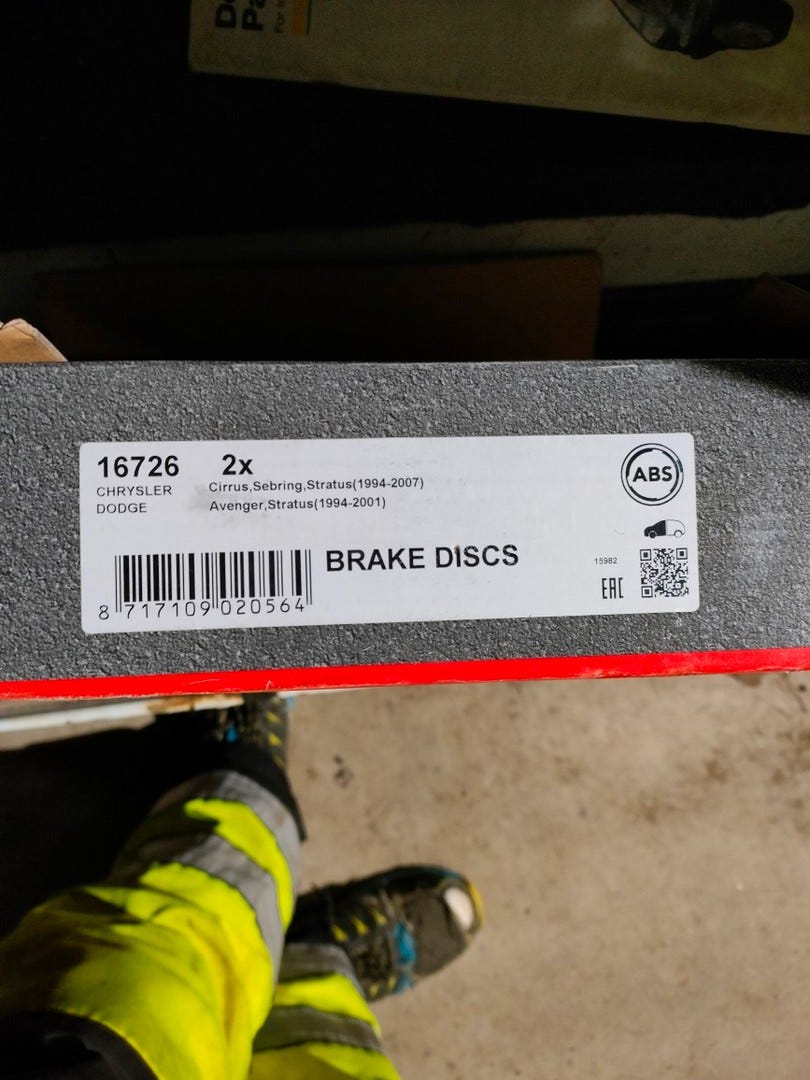 16726 2x
CHRYSLER Cirrus,Sebring,Stratus(1994-2007)
DODGE Avenger,Stratus(1994-2001)
ABS
BRAKE DISCS
15982
EAC
8 717109 020564